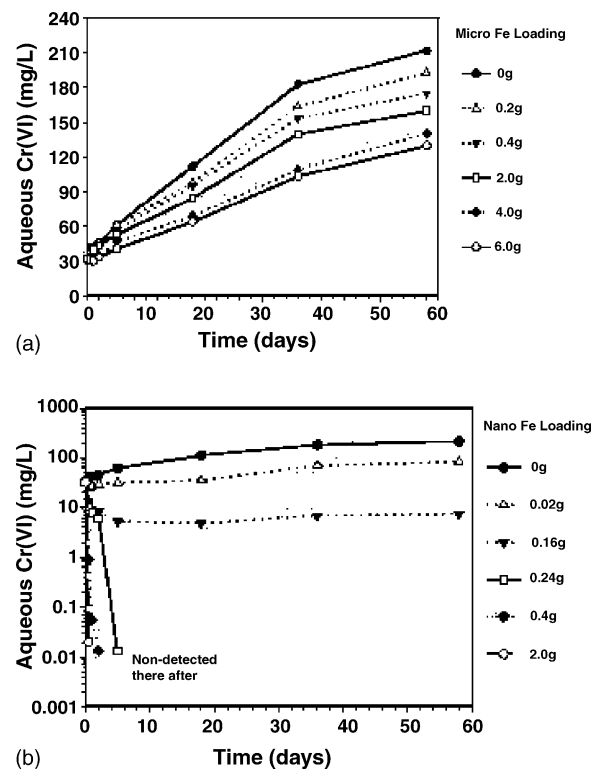 Aqueous Cr(VI) (mg/L)
240
210
180
150
120
90
60
30
0
0 10 20 30 40 50 60
Time (days)
(a)
Micro Fe Loading
0g
0.2g
0.4g
2.0g
4.0g
6.0g
Aqueous Cr(VI) (mg/L)
1000
100
10
1
0.1
0.01
0.001
Non-detected
there after
0 10 20 30 40 50 60
Time (days)
(b)
Nano Fe Loading
0g
0.02g
0.16g
0.24g
0.4g
2.0g